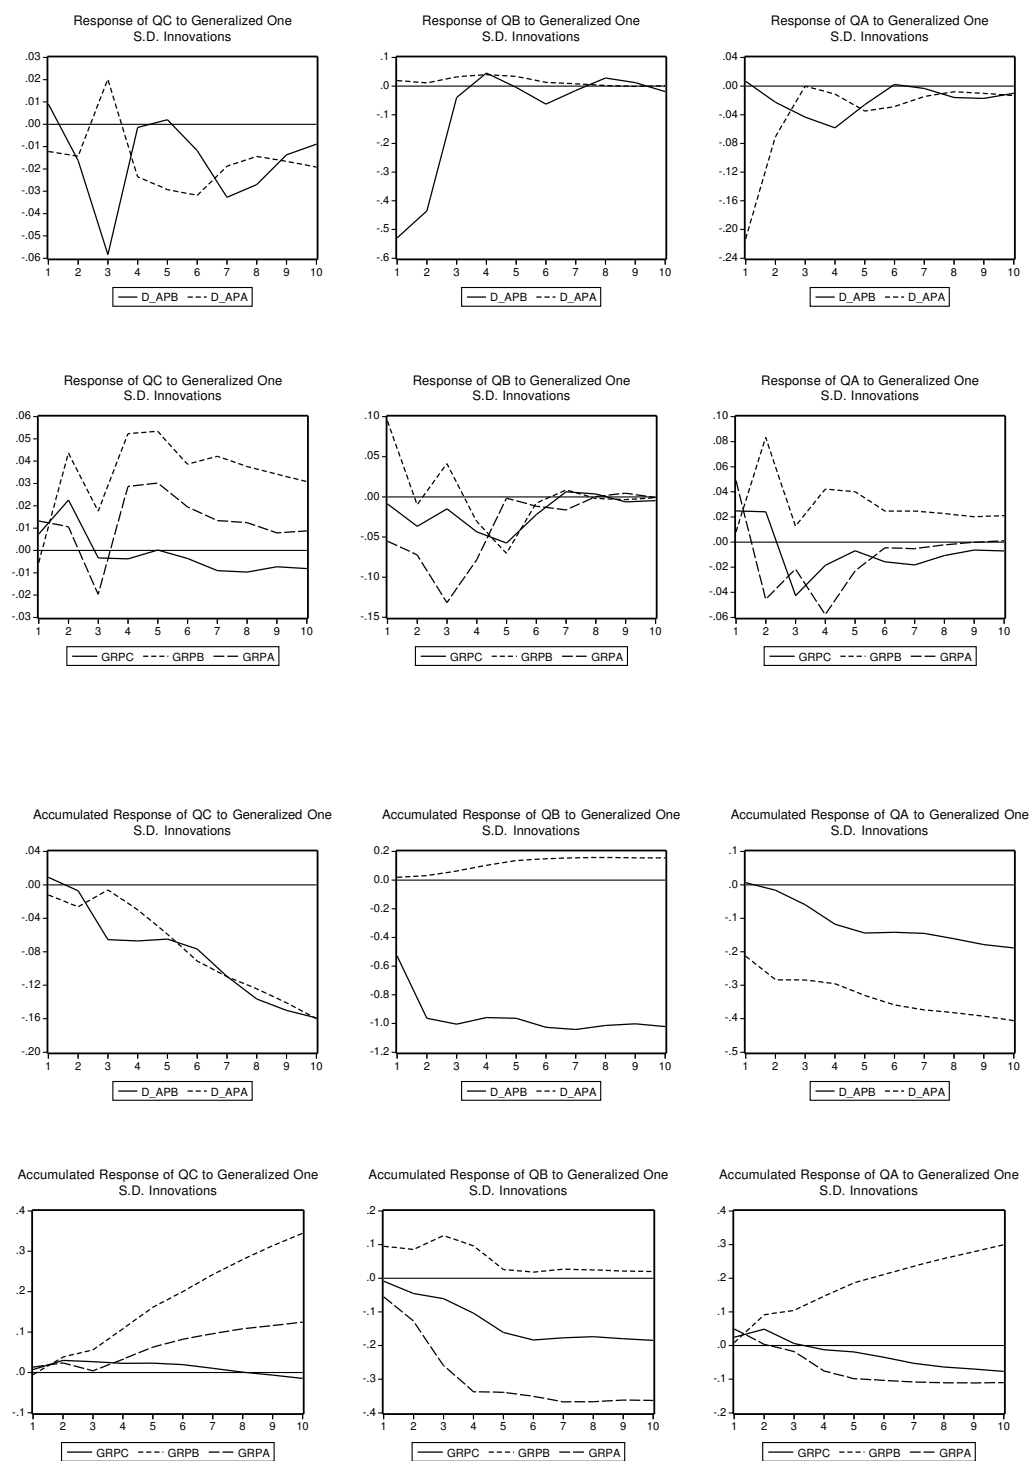 Response of QC to Generalized One
S.D. Innovations
.03
.02
.01
.00
-.01
-.02
-.03
-.04
-.05
-.06
1 2 3 4 5 6 7 8 9 10
D_APB D_APA
Response of QB to Generalized One
S.D. Innovations
.1
.0
-.1
-.2
-.3
-.4
-.5
-.6
1 2 3 4 5 6 7 8 9 10
D_APB D_APA
Response of QA to Generalized One
S.D. Innovations
.04
.00
-.04
-.08
-.12
-.16
-.20
-.24
1 2 3 4 5 6 7 8 9 10
D_APB D_APA
Response of QC to Generalized One
S.D. Innovations
.06
.05
.04
.03
.02
.01
.00
-.01
-.02
-.03
1 2 3 4 5 6 7 8 9 10
GRPC GRPB GRPA
Response of QB to Generalized One
S.D. Innovations
.10
.05
.00
-.05
-.10
-.15
1 2 3 4 5 6 7 8 9 10
GRPC GRPB GRPA
Response of QA to Generalized One
S.D. Innovations
.10
.08
.06
.04
.02
.00
-.02
-.04
-.06
1 2 3 4 5 6 7 8 9 10
GRPC GRPB GRPA
Accumulated Response of QC to Generalized One
S.D. Innovations
.04
.00
-.04
-.08
-.12
-.16
-.20
1 2 3 4 5 6 7 8 9 10
D_APB D_APA
Accumulated Response of QB to Generalized One
S.D. Innovations
0.2
0.0
-0.2
-0.4
-0.6
-0.8
-1.0
-1.2
1 2 3 4 5 6 7 8 9 10
D_APB D_APA
Accumulated Response of QA to Generalized One
S.D. Innovations
.1
.0
-.1
-.2
-.3
-.4
-.5
1 2 3 4 5 6 7 8 9 10
D_APB D_APA
Accumulated Response of QC to Generalized One
S.D. Innovations
.4
.3
.2
.1
.0
-.1
1 2 3 4 5 6 7 8 9 10
GRPC GRPB GRPA
Accumulated Response of QB to Generalized One
S.D. Innovations
.2
.1
.0
-.1
-.2
-.3
-.4
1 2 3 4 5 6 7 8 9 10
GRPC GRPB GRPA
Accumulated Response of QA to Generalized One
S.D. Innovations
.4
.3
.2
.1
.0
-.1
-.2
1 2 3 4 5 6 7 8 9 10
GRPC GRPB GRPA